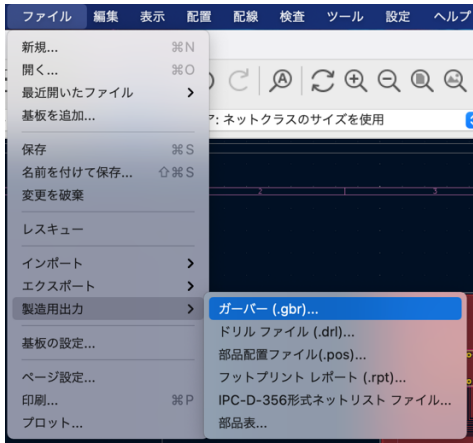 ファイル 編集 表示 配置 配線 検査 ツール 設定 ヘルプ
新規... ⌘N
開く... ⌘O
最近開いたファイル >
基板を追加...
ア: ネットクラスのサイズを使用
保存 ⌘S
名前を付けて保存... ⇧⌘S
変更を破棄
2 1 3
レスキュー
インポート >
エクスポート >
製造用出力 >
ガーバー (.gbr)...
ドリル ファイル (.drl)...
基板の設定...
部品配置ファイル(.pos)...
ページ設定...
フットプリント レポート (.rpt)...
印刷... ⌘P
IPC-D-356形式ネットリスト ファイル...
プロット...
部品表...